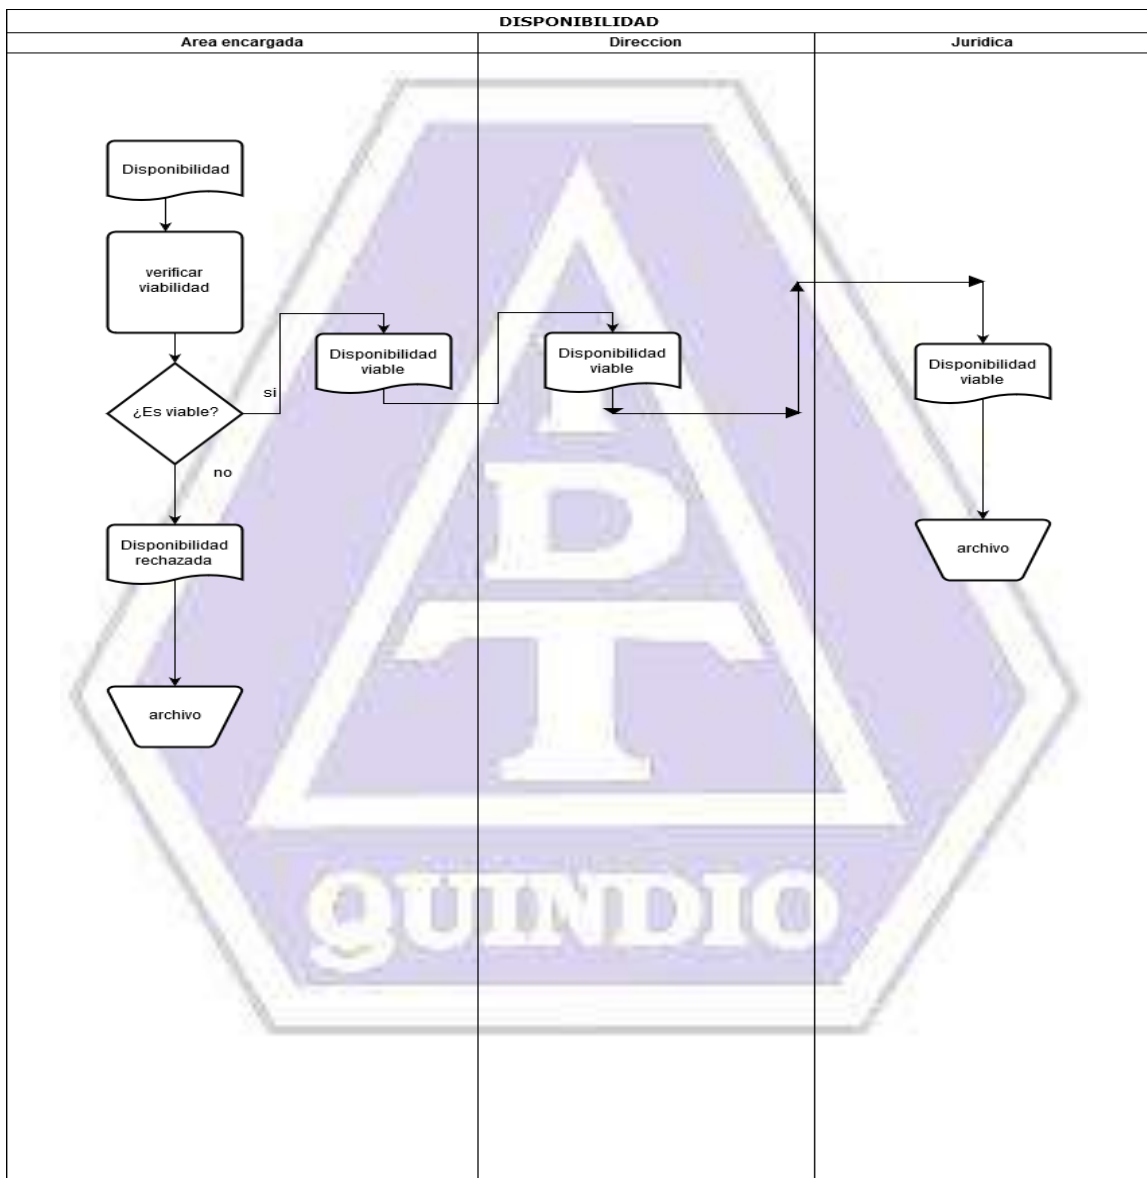 DISPONIBILIDAD
Area encargada
Direccion
Juridica
Disponibilidad
verificar
viabilidad
¿Es viable?
si
no
Disponibilidad
viable
Disponibilidad
viable
Disponibilidad
viable
Disponibilidad
rechazada
archivo
archivo
I
D
T
QUINDIO